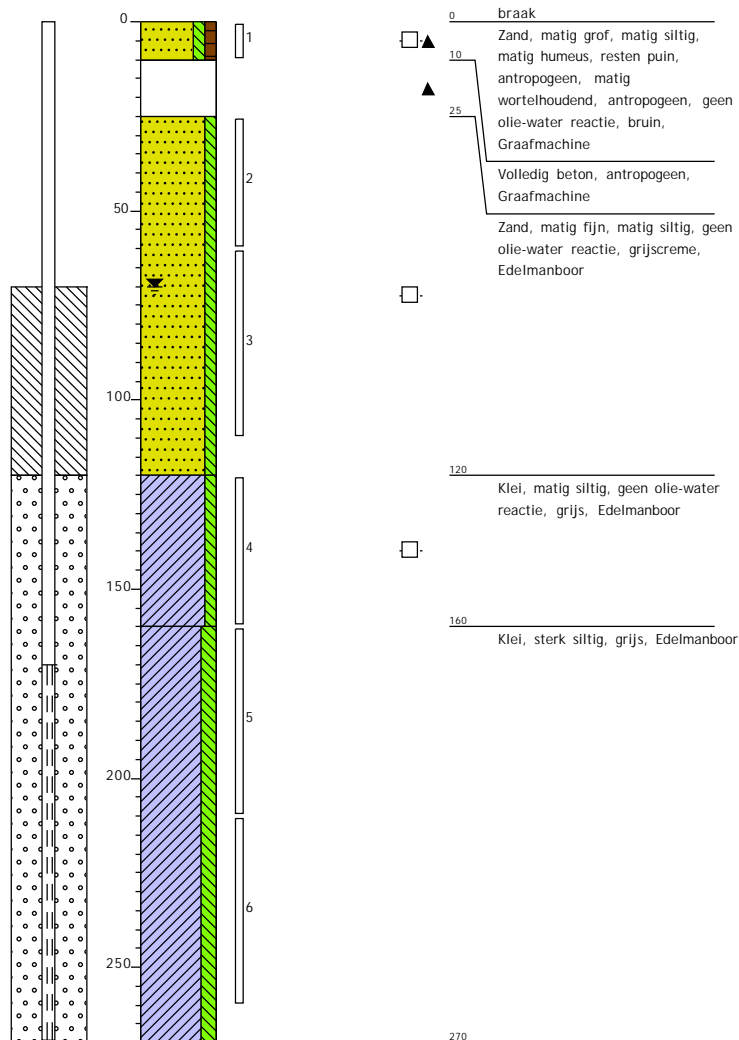 0
50
100
150
200
250
1
2
3
4
5
6
0
braak
Zand, matig grof, matig siltig,
matig humeus, resten puin,
antropogeen, matig
wortelhoudend, antropogeen, geen
olie-water reactie, bruin,
Graafmachine
10
Volledig beton, antropogeen,
Graafmachine
25
Zand, matig fijn, matig siltig, geen
olie-water reactie, grijscreme,
Edelmanboor
120
Klei, matig siltig, geen olie-water
reactie, grijs, Edelmanboor
160
Klei, sterk siltig, grijs, Edelmanboor
270